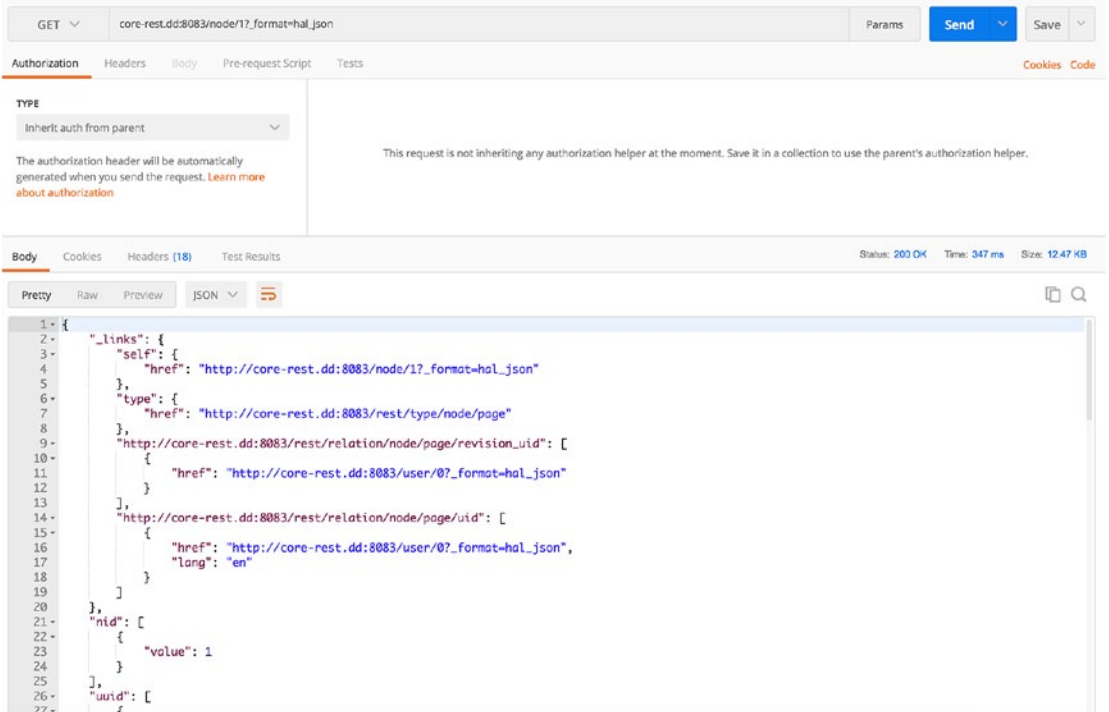 GET core-rest.dd:8083/node/1?_format=hal_json Params Send Save
Authorization Headers Body Pre-request Script Tests Cookies Code
TYPE
Inherit auth from parent
The authorization header will be automatically
generated when you send the request. Learn more
about authorization
This request is not inheriting any authorization helper at the moment. Save it in a collection to use the parent's authorization helper.
Body Cookies Headers (18) Test Results Status: 200 OK Time: 347 ms Size: 12.47 KB
Pretty Raw Preview JSON
1 {
2 "_links": {
3 "self": {
4 "href": "http://core-rest.dd:8083/node/1?_format=hal_json"
5 },
6 "type": {
7 "href": "http://core-rest.dd:8083/rest/type/node/page"
8 },
9 "http://core-rest.dd:8083/rest/relation/node/page/revision_uid": [
10 {
11 "href": "http://core-rest.dd:8083/user/0?_format=hal_json"
12 }
13 ],
14 "http://core-rest.dd:8083/rest/relation/node/page/uid": [
15 {
16 "href": "http://core-rest.dd:8083/user/0?_format=hal_json",
17 "lang": "en"
18 }
19 ]
20 },
21 "nid": [
22 {
23 "value": 1
24 }
25 ],
26 "uuid": [
27 {